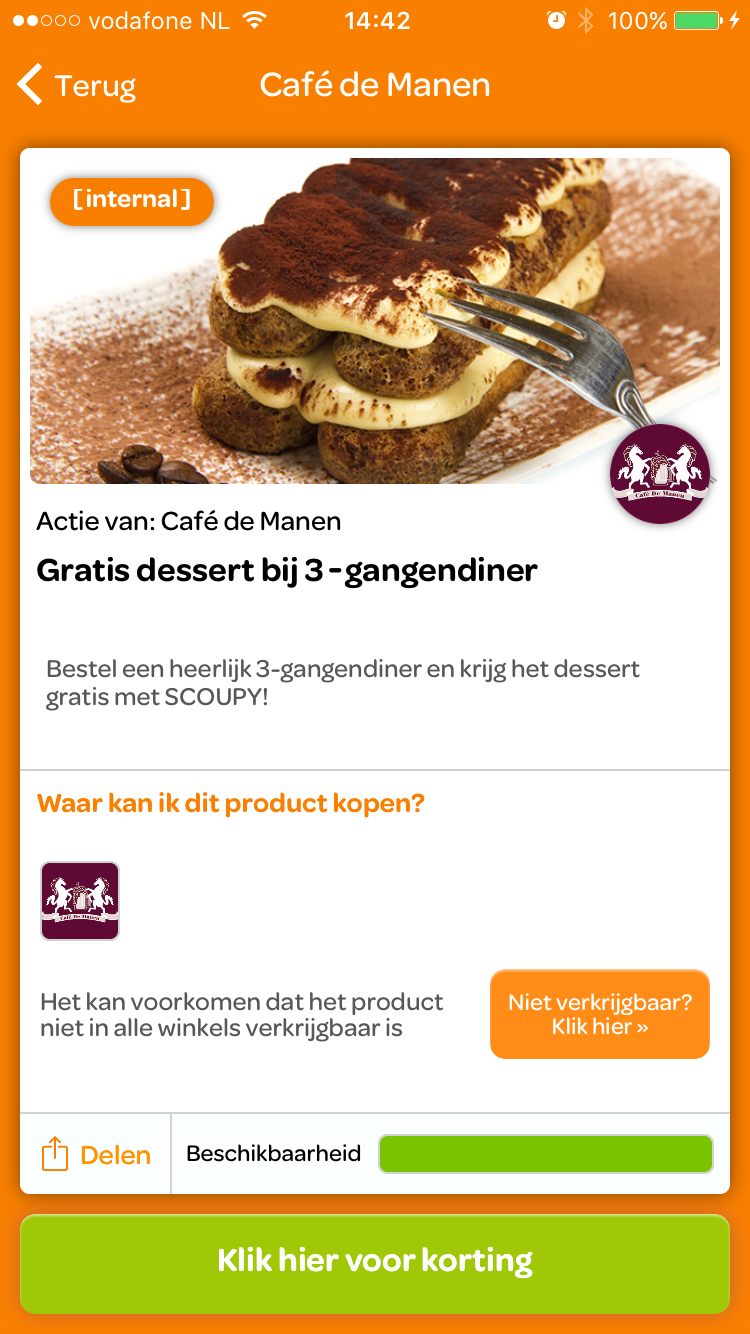 vodafone NL 14:42 100%
Terug Café de Manen
[internal]
Café De Manen
Actie van: Café de Manen
Gratis dessert bij 3-gangendiner
Bestel een heerlijk 3-gangendiner en krijg het dessert
gratis met SCOUPY!
Waar kan ik dit product kopen?
Café De Manen
Het kan voorkomen dat het product
niet in alle winkels verkrijgbaar is
Niet verkrijgbaar?
Klik hier »
Delen Beschikbaarheid
Klik hier voor korting